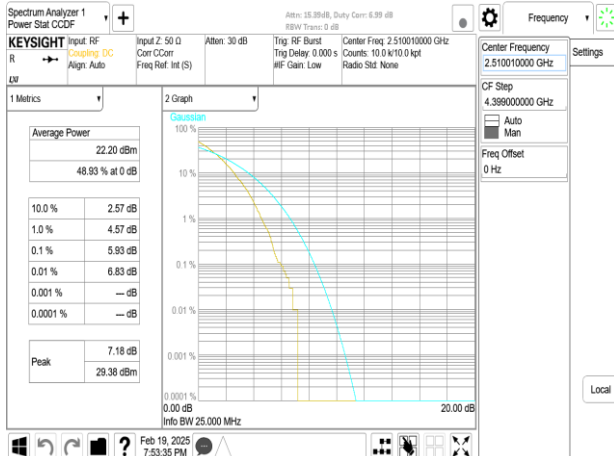 Spectrum Analyzer 1
Power Stat CCDF
+
Attn: 15.39dB, Duty Corr: 6.99 dB
RBW Trans: 0 dB
Frequency
KEYSIGHT
R
LXI
Input: RF
Coupling: DC
Align: Auto
Input Z: 50 Ω
Corr CCorr
Freq Ref: Int (S)
Atten: 30 dB
Trig: RF Burst
Trig Delay: 0.000 s
#IF Gain: Low
Center Freq: 2.510010000 GHz
Counts: 10.0 k/10.0 kpt
Radio Std: None
Center Frequency
2.510010000 GHz
Settings
CF Step
4.399000000 GHz
Auto
Man
Freq Offset
0 Hz
Local
1 Metrics
Average Power
22.20 dBm
48.93 % at 0 dB
10.0 % 2.57 dB
1.0 % 4.57 dB
0.1 % 5.93 dB
0.01 % 6.83 dB
0.001 % --- dB
0.0001 % --- dB
Peak
7.18 dB
29.38 dBm
2 Graph
Gaussian
100 %
10 %
1 %
0.1 %
0.01 %
0.001 %
0.0001 %
0.00 dB 20.00 dB
Info BW 25.000 MHz
? Feb 19, 2025
7:53:35 PM